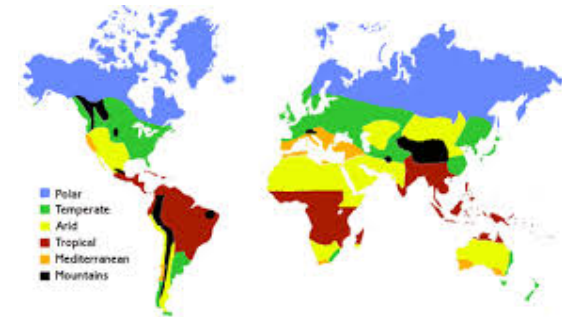 Polar
Temperate
Arid
Tropical
Mediterranean
Mountains